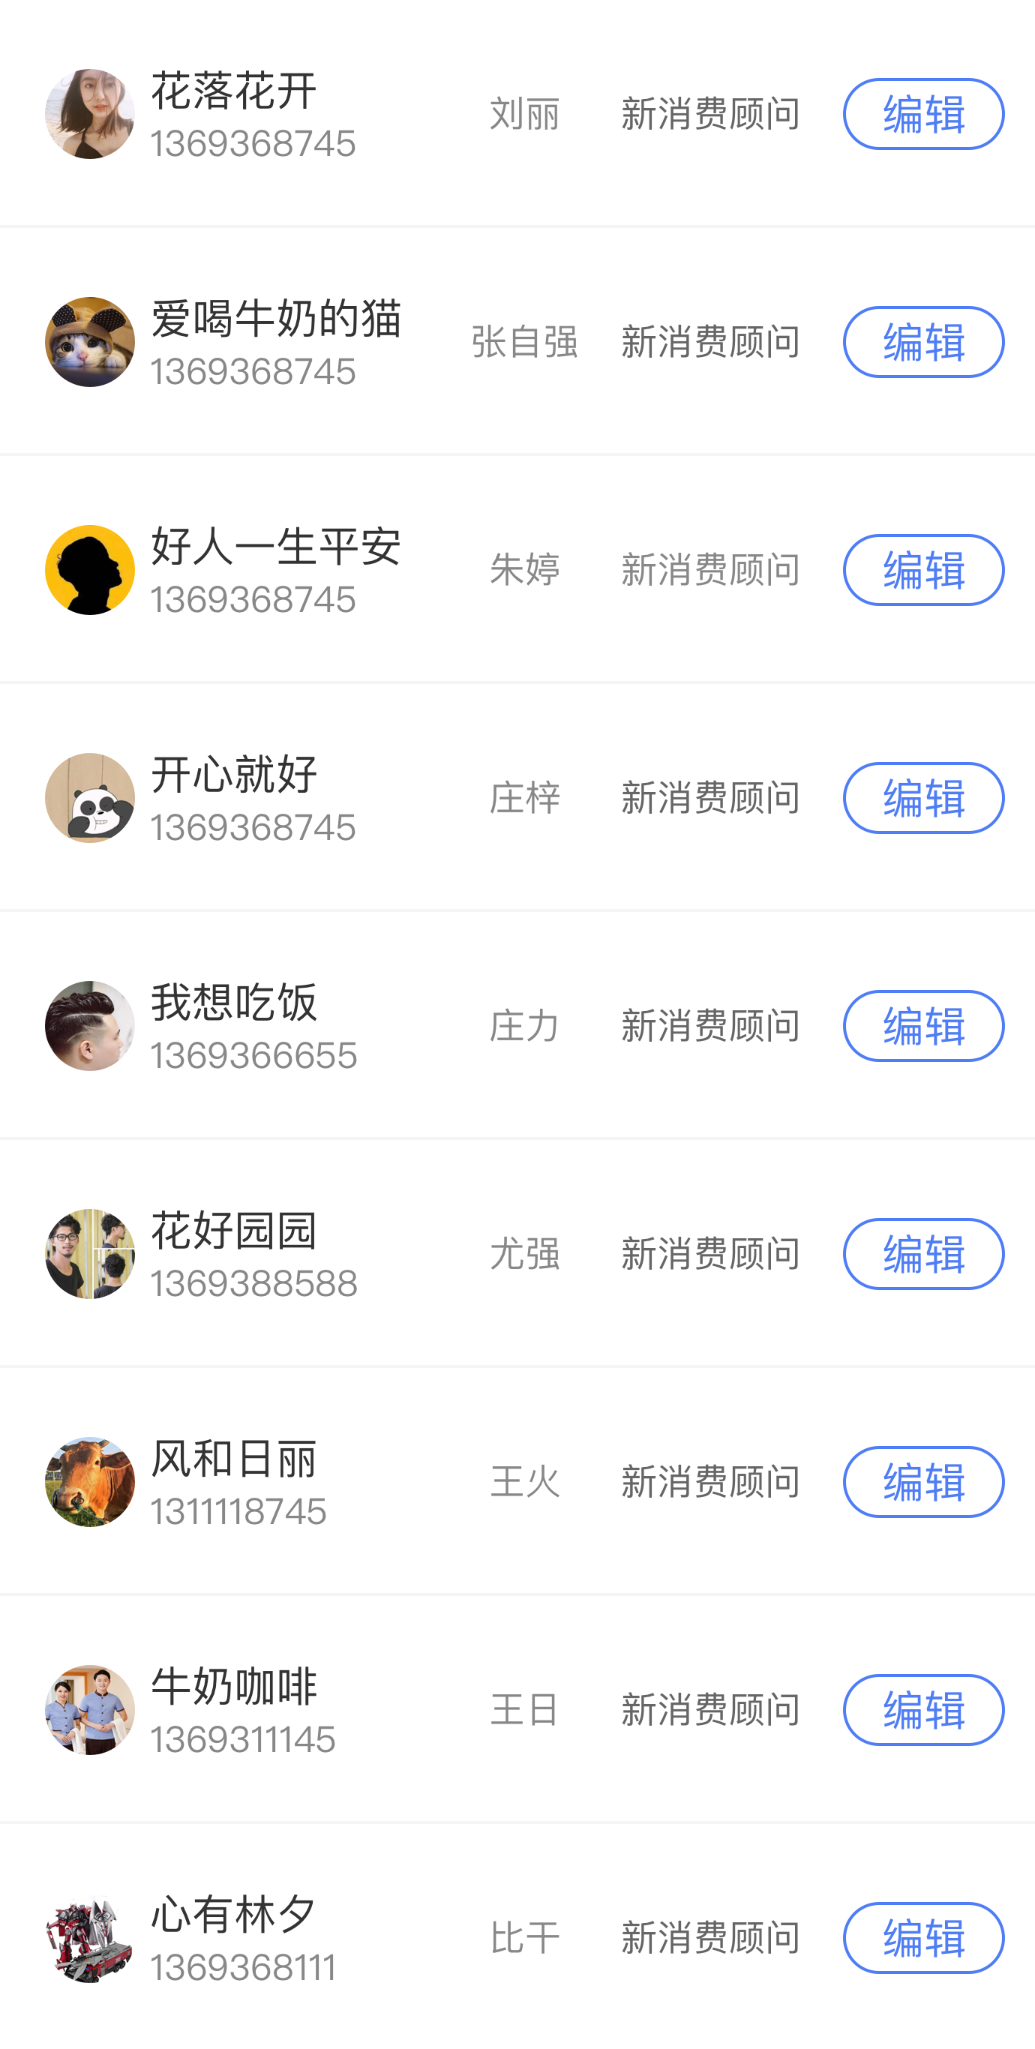 花落花开
1369368745
刘丽
新消费顾问
编辑
爱喝牛奶的猫
1369368745
张自强
新消费顾问
编辑
好人一生平安
1369368745
朱婷
新消费顾问
编辑
开心就好
1369368745
庄梓
新消费顾问
编辑
我想吃饭
1369366655
庄力
新消费顾问
编辑
花好园园
1369388588
尤强
新消费顾问
编辑
风和日丽
1311118745
王火
新消费顾问
编辑
牛奶咖啡
1369311145
王日
新消费顾问
编辑
心有林夕
1369368111
比干
新消费顾问
编辑